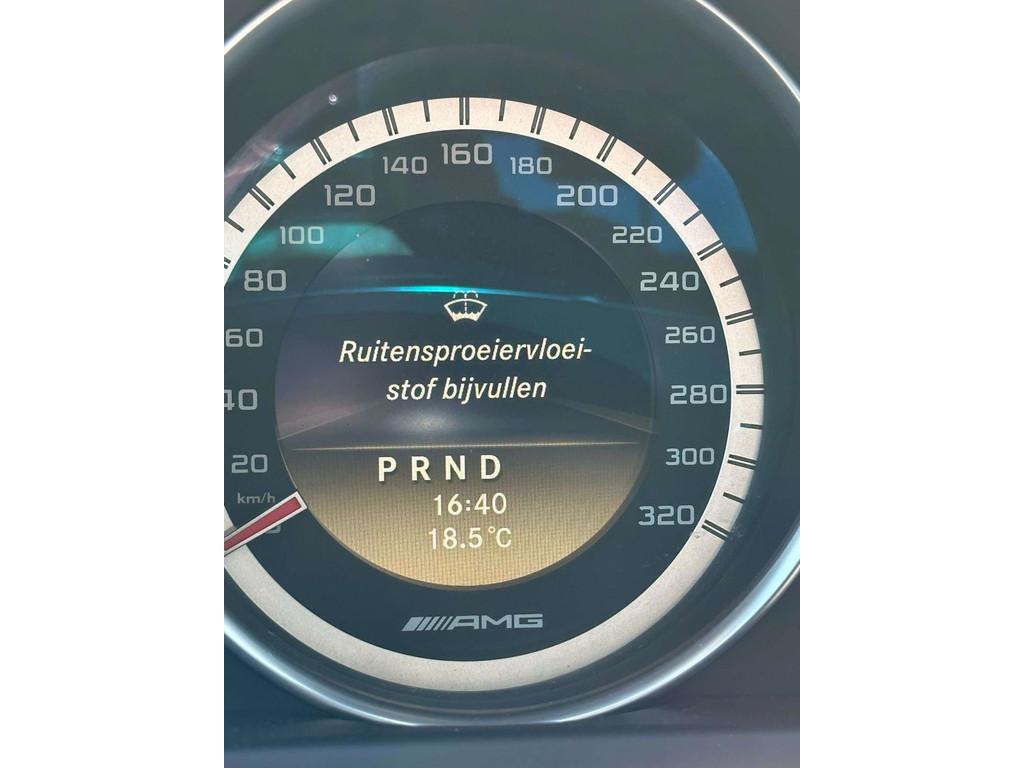 160
140 180
120 200
100 220
80 240
60 260
Ruitensproeiervloei-
stof bijvullen
40 280
20 300
P R N D
km/h
16:40
320
18.5°C
AMG